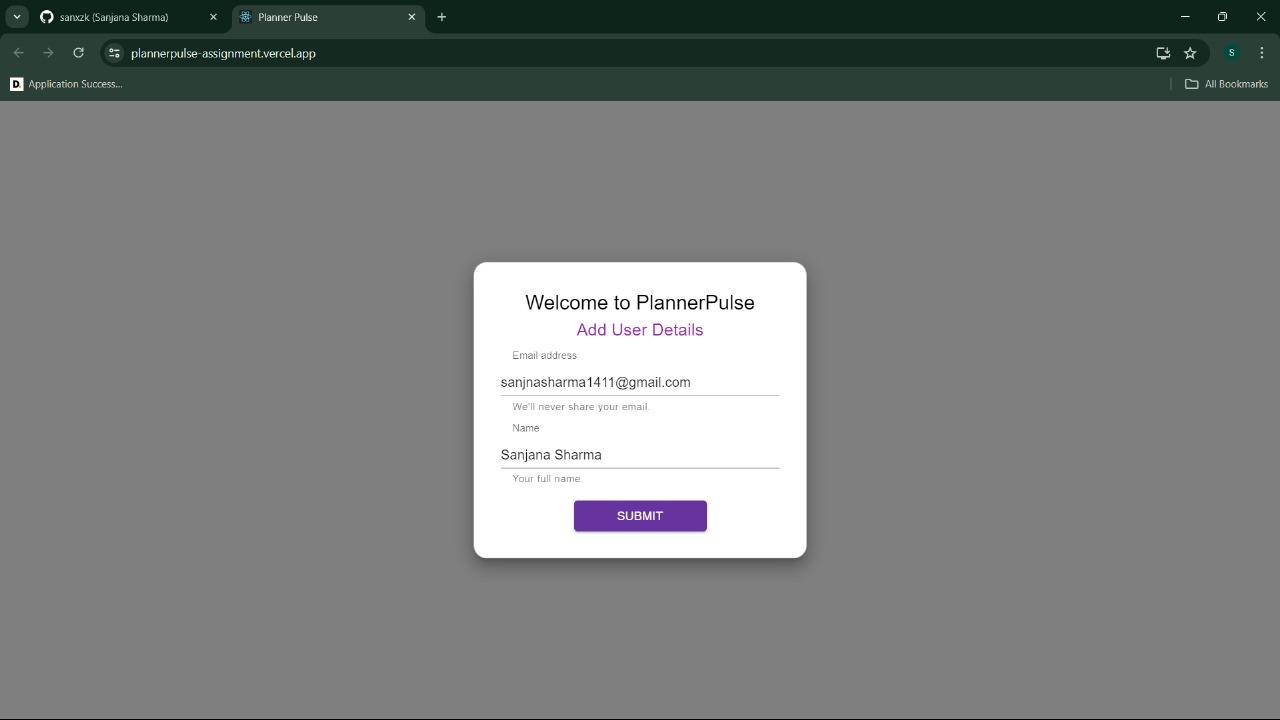 sanxzk (Sanjana Sharma)
Planner Pulse
plannerpulse-assignment.vercel.app
S
D. Application Success...
All Bookmarks
Welcome to PlannerPulse
Add User Details
Email address
sanjnasharma1411@gmail.com
We'll never share your email.
Name
Sanjana Sharma
Your full name.
SUBMIT